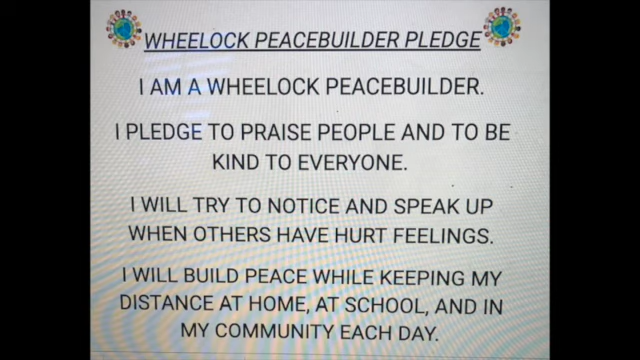 WHEELOCK PEACEBUILDER PLEDGE
I AM A WHEELOCK PEACEBUILDER.
I PLEDGE TO PRAISE PEOPLE AND TO BE
KIND TO EVERYONE.
I WILL TRY TO NOTICE AND SPEAK UP
WHEN OTHERS HAVE HURT FEELINGS.
I WILL BUILD PEACE WHILE KEEPING MY
DISTANCE AT HOME, AT SCHOOL, AND IN
MY COMMUNITY EACH DAY.